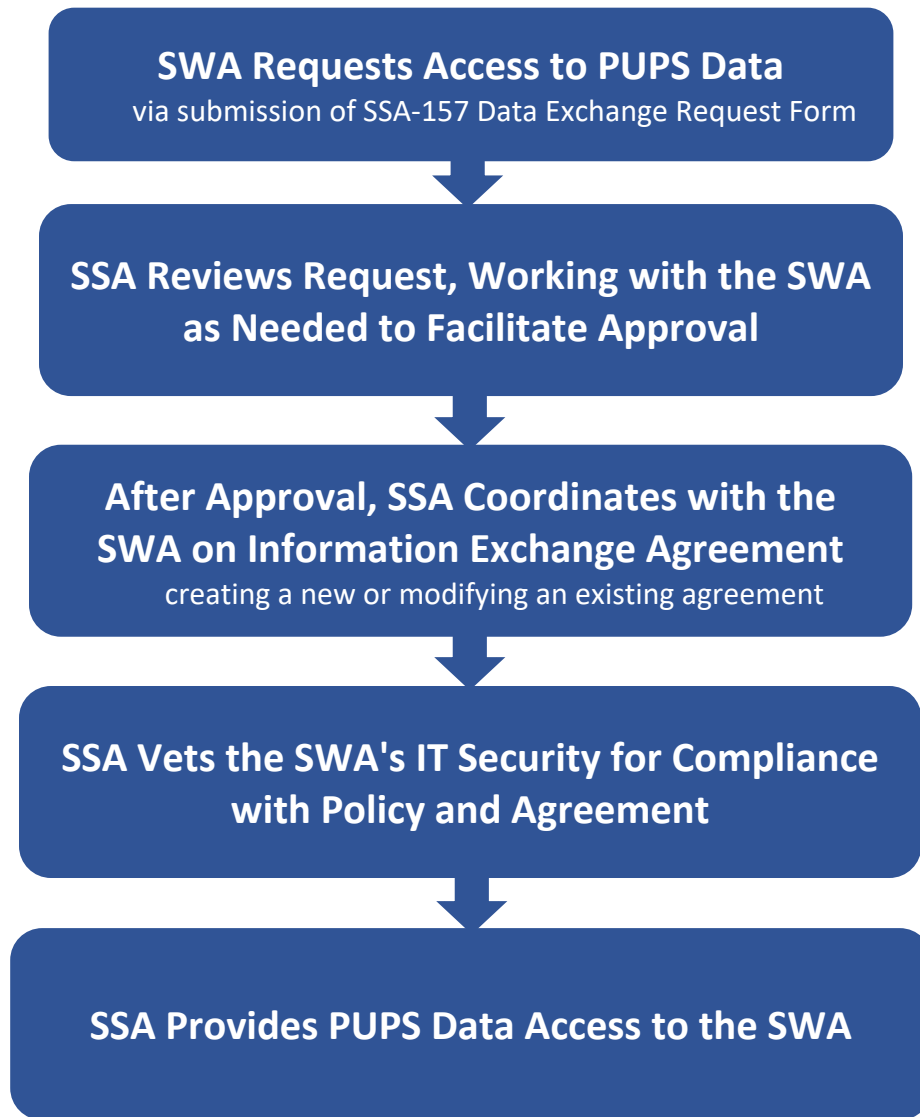 SWA Requests Access to PUPS Data
via submission of SSA-157 Data Exchange Request Form
SSA Reviews Request, Working with the SWA
as Needed to Facilitate Approval
After Approval, SSA Coordinates with the
SWA on Information Exchange Agreement
creating a new or modifying an existing agreement
SSA Vets the SWA's IT Security for Compliance
with Policy and Agreement
SSA Provides PUPS Data Access to the SWA